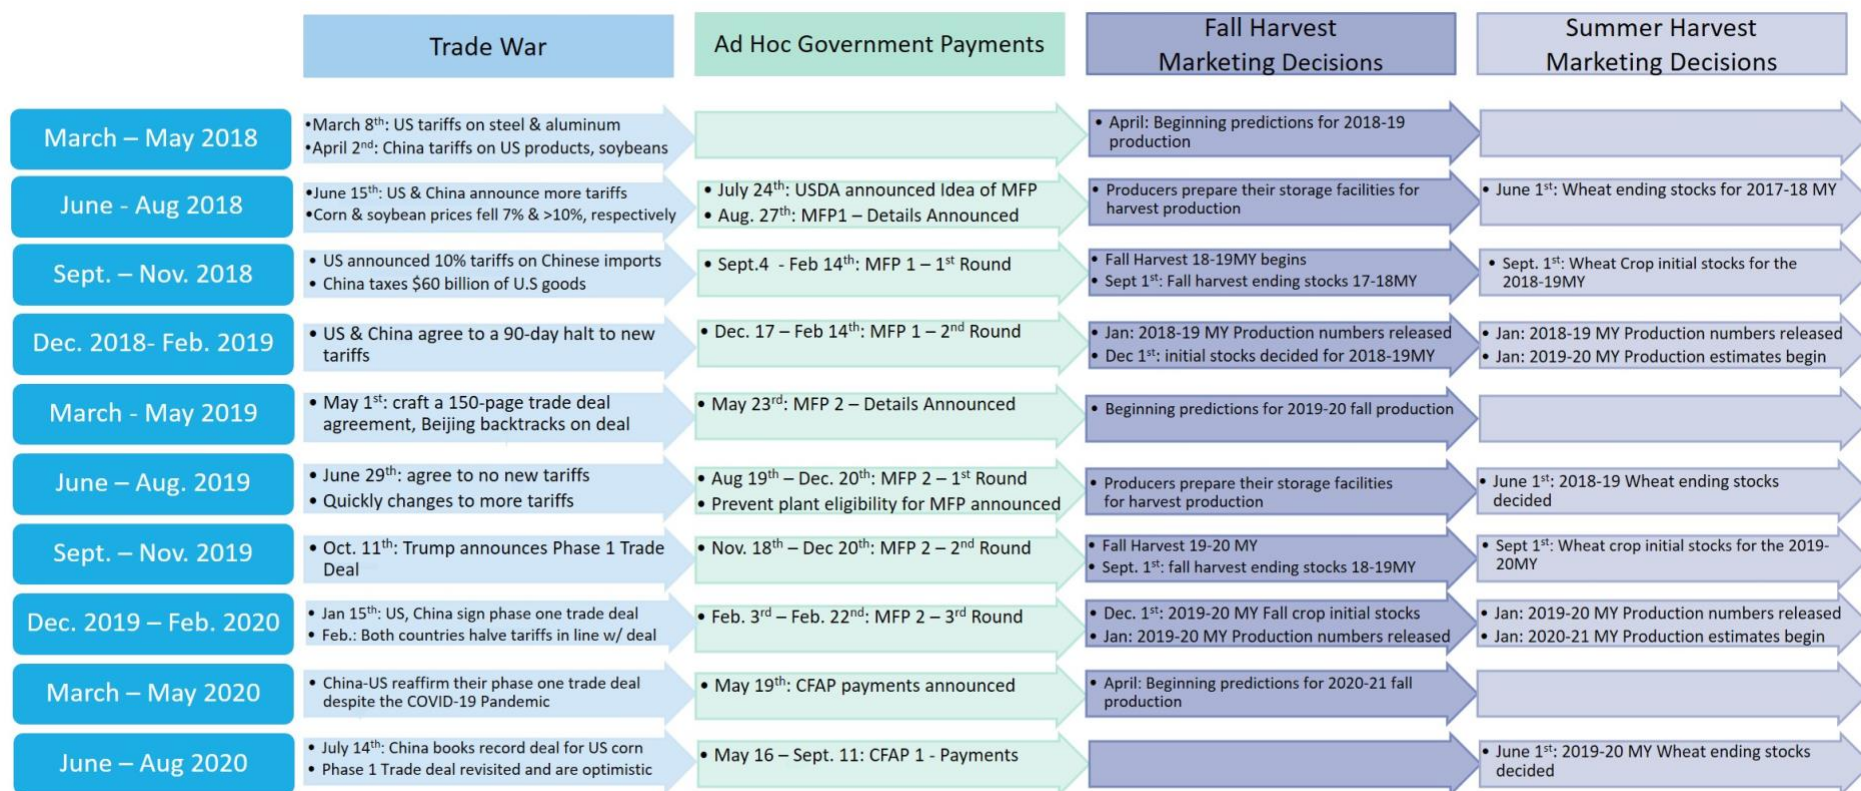 Trade War
Ad Hoc Government Payments
Fall Harvest
Marketing Decisions
Summer Harvest
Marketing Decisions
March – May 2018
•March 8th: US tariffs on steel & aluminum
•April 2nd: China tariffs on US products, soybeans
• April: Beginning predictions for 2018-19
production
June - Aug 2018
•June 15th: US & China announce more tariffs
•Corn & soybean prices fell 7% & >10%, respectively
• July 24th: USDA announced Idea of MFP
• Aug. 27th: MFP1 – Details Announced
• Producers prepare their storage facilities for
harvest production
• June 1st: Wheat ending stocks for 2017-18 MY
Sept. – Nov. 2018
• US announced 10% tariffs on Chinese imports
• China taxes $60 billion of U.S goods
• Sept.4 - Feb 14th: MFP 1 – 1st Round
• Fall Harvest 18-19MY begins
• Sept 1st: Fall harvest ending stocks 17-18MY
• Sept. 1st: Wheat Crop initial stocks for the
2018-19MY
Dec. 2018- Feb. 2019
• US & China agree to a 90-day halt to new
tariffs
• Dec. 17 – Feb 14th: MFP 1 – 2nd Round
• Jan: 2018-19 MY Production numbers released
• Dec 1st: initial stocks decided for 2018-19MY
• Jan: 2018-19 MY Production numbers released
• Jan: 2019-20 MY Production estimates begin
March - May 2019
• May 1st: craft a 150-page trade deal
agreement, Beijing backtracks on deal
• May 23rd: MFP 2 – Details Announced
• Beginning predictions for 2019-20 fall production
June – Aug. 2019
• June 29th: agree to no new tariffs
• Quickly changes to more tariffs
• Aug 19th – Dec. 20th: MFP 2 – 1st Round
• Prevent plant eligibility for MFP announced
• Producers prepare their storage facilities
for harvest production
• June 1st: 2018-19 Wheat ending stocks
decided
Sept. – Nov. 2019
• Oct. 11th: Trump announces Phase 1 Trade
Deal
• Nov. 18th – Dec 20th: MFP 2 – 2nd Round
• Fall Harvest 19-20 MY
• Sept. 1st: fall harvest ending stocks 18-19MY
• Sept 1st: Wheat crop initial stocks for the 2019-
20MY
Dec. 2019 – Feb. 2020
• Jan 15th: US, China sign phase one trade deal
• Feb.: Both countries halve tariffs in line w/ deal
• Feb. 3rd – Feb. 22nd: MFP 2 – 3rd Round
• Dec. 1st: 2019-20 MY Fall crop initial stocks
• Jan: 2019-20 MY Production numbers released
• Jan: 2019-20 MY Production numbers released
• Jan: 2020-21 MY Production estimates begin
March – May 2020
• China-US reaffirm their phase one trade deal
despite the COVID-19 Pandemic
• May 19th: CFAP payments announced
• April: Beginning predictions for 2020-21 fall
production
June – Aug 2020
• July 14th: China books record deal for US corn
• Phase 1 Trade deal revisited and are optimistic
• May 16 – Sept. 11: CFAP 1 - Payments
• June 1st: 2019-20 MY Wheat ending stocks
decided